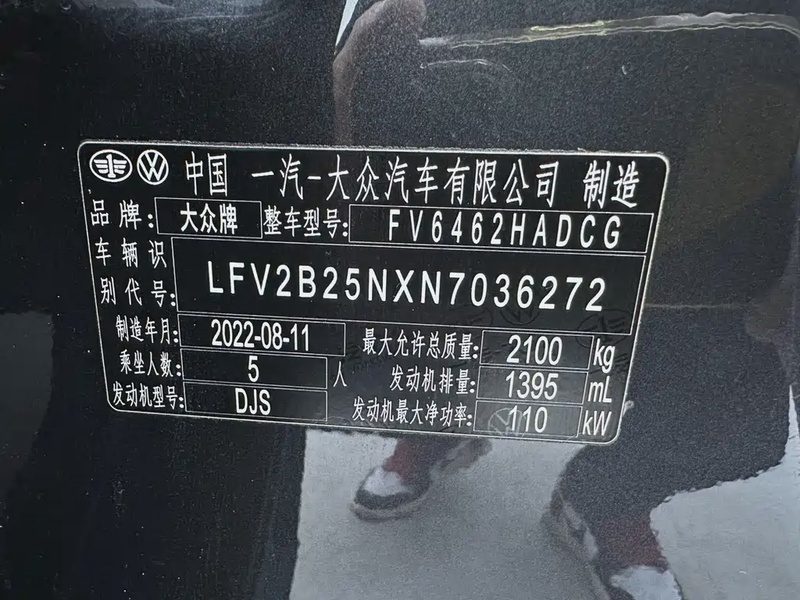 中国 一汽-大众汽车有限公司 制造
品牌: 大众牌 整车型号: FV6462HADCG
车辆识别代号: LFV2B25NXN7036272
制造年月: 2022-08-11 最大允许总质量: 2100 kg
乘坐人数: 5 人 发动机排量: 1395 mL
发动机型号: DJS 发动机最大净功率: 110 kW